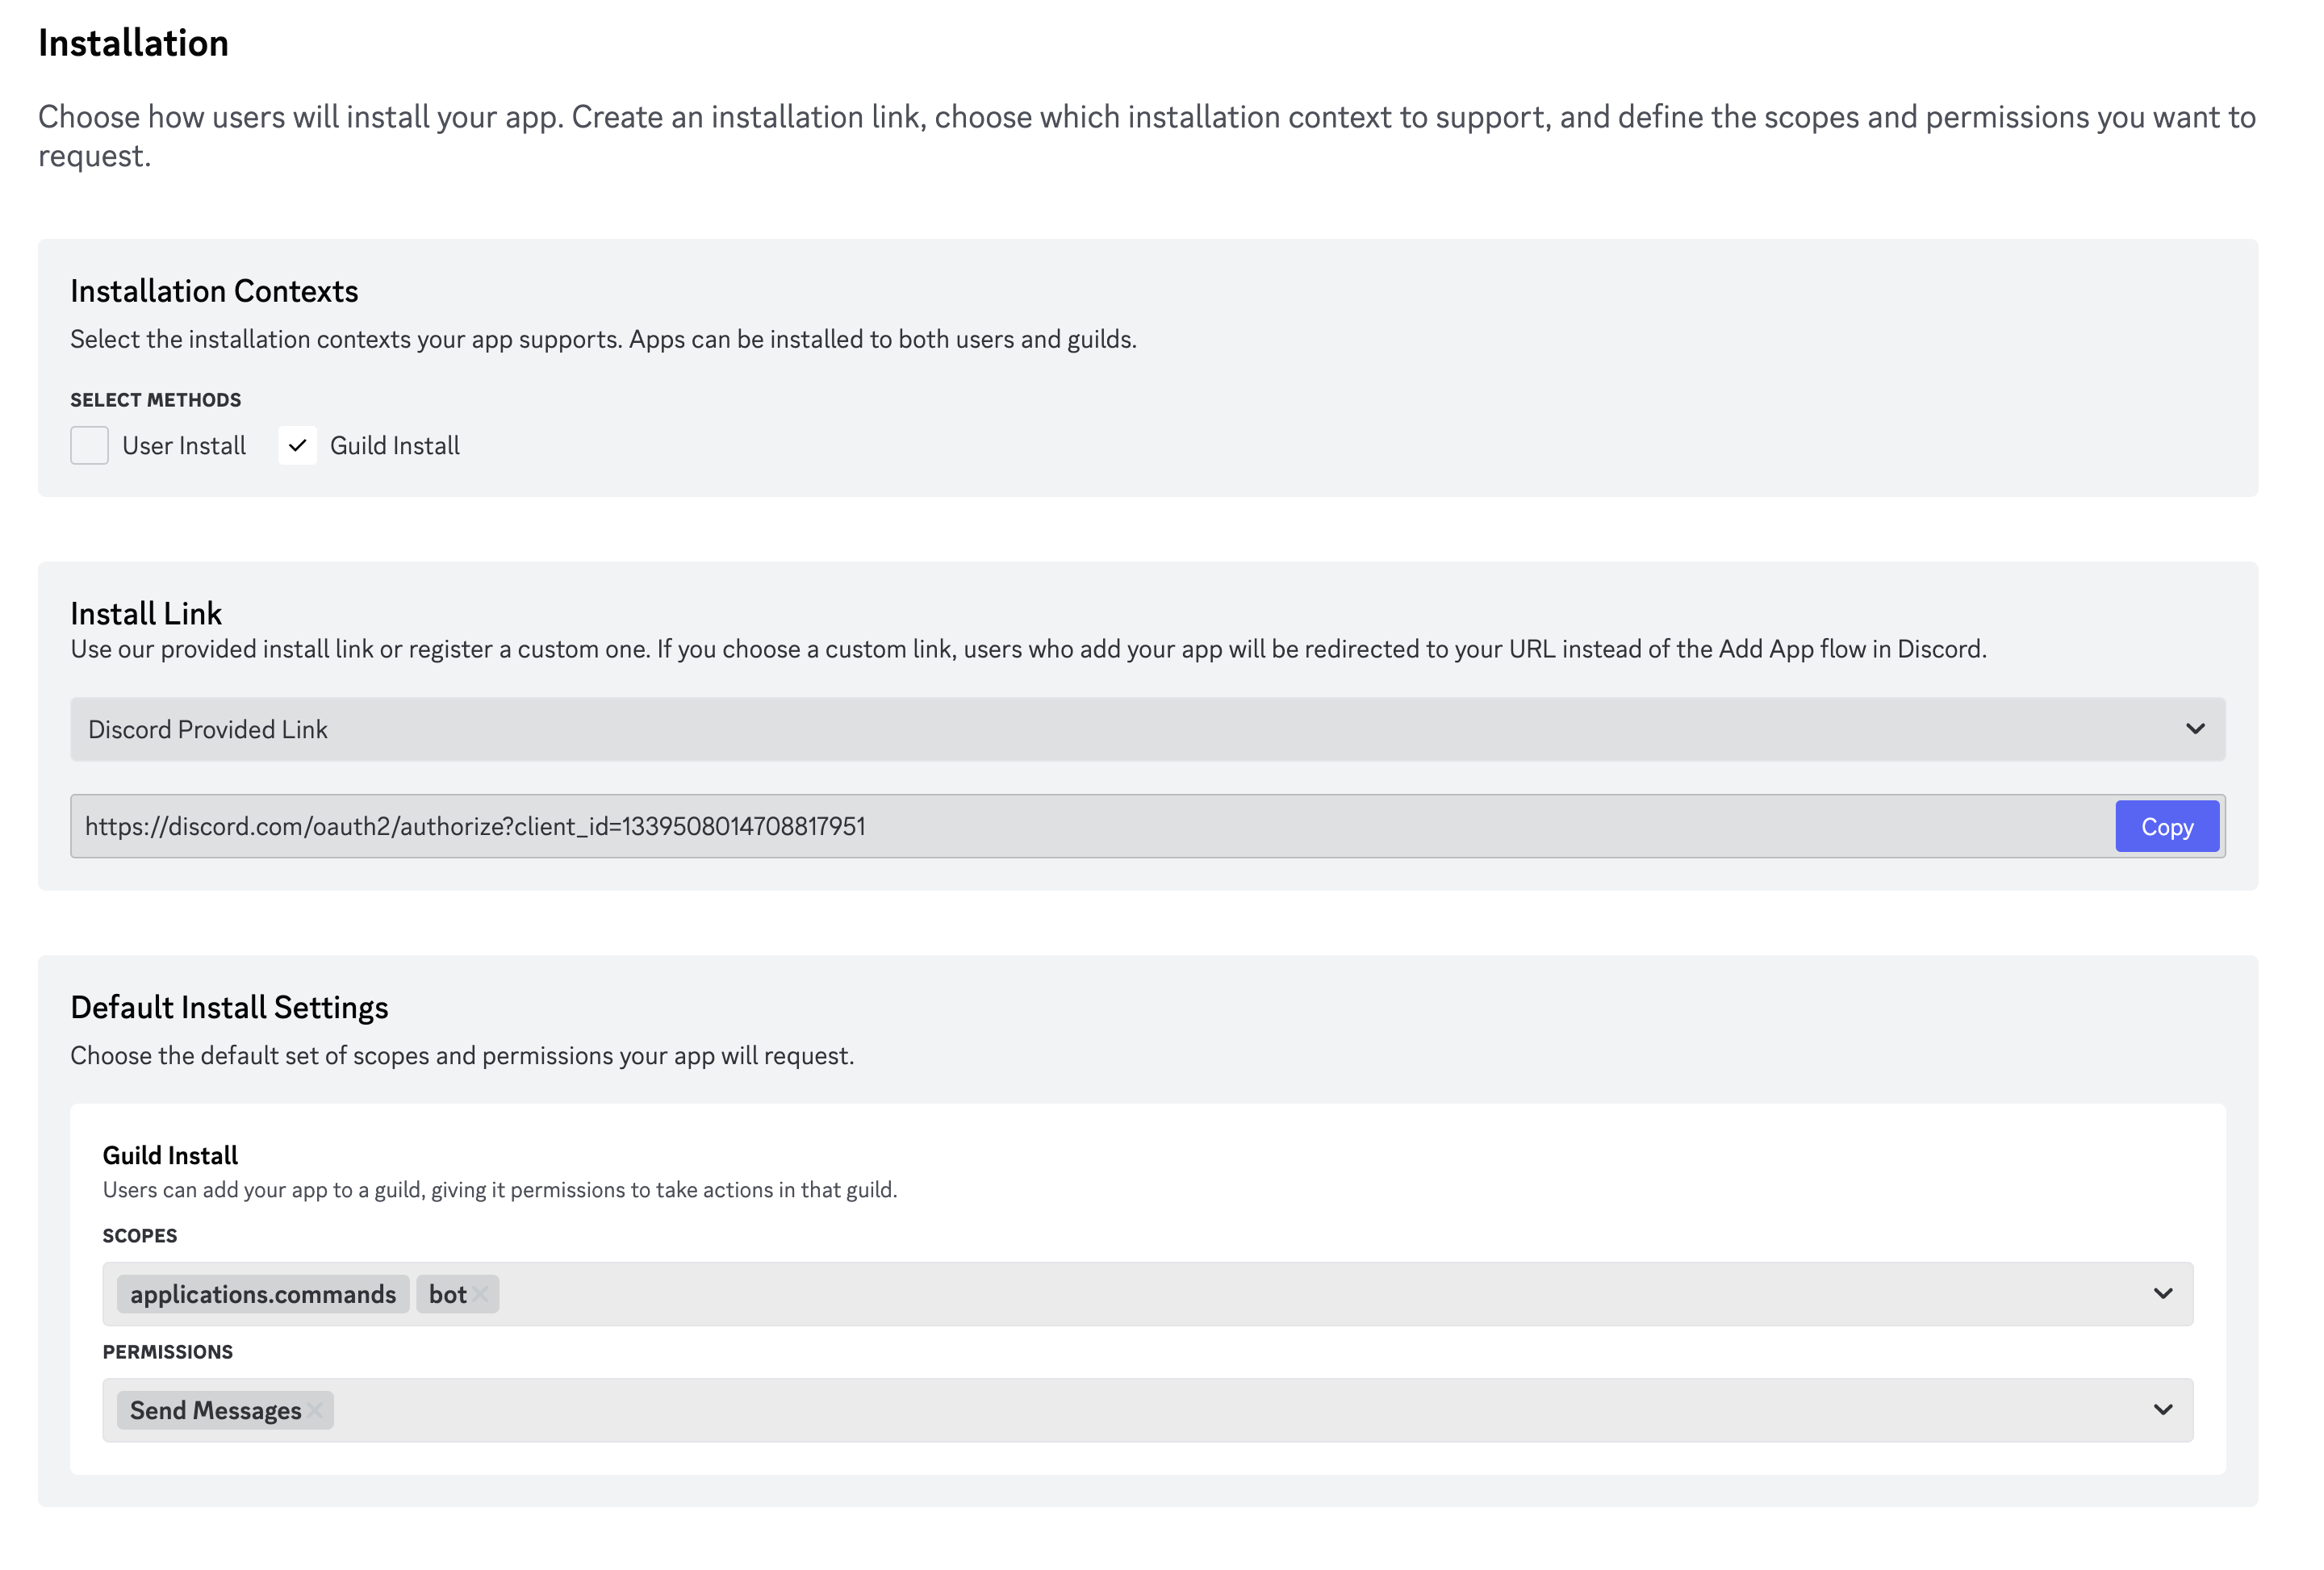 Installation
Choose how users will install your app. Create an installation link, choose which installation context to support, and define the scopes and permissions you want to
request.
Installation Contexts
Select the installation contexts your app supports. Apps can be installed to both users and guilds.
SELECT METHODS
User Install Guild Install
Install Link
Use our provided install link or register a custom one. If you choose a custom link, users who add your app will be redirected to your URL instead of the Add App flow in Discord.
Discord Provided Link
https://discord.com/oauth2/authorize?client_id=1339508014708817951 Copy
Default Install Settings
Choose the default set of scopes and permissions your app will request.
Guild Install
Users can add your app to a guild, giving it permissions to take actions in that guild.
SCOPES
applications.commands bot
PERMISSIONS
Send Messages